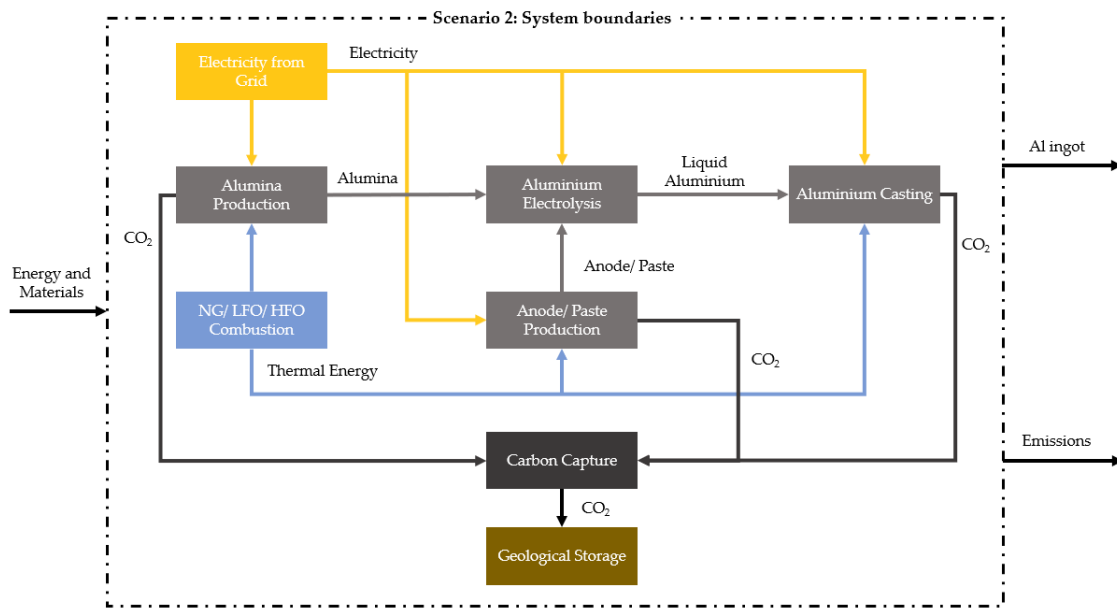 Scenario 2: System boundaries
Electricity from
Grid
Electricity
Alumina
Production
Alumina
Aluminium
Electrolysis
Liquid
Aluminium
Aluminium Casting
Al ingot
CO₂
CO₂
Energy and
Materials
Anode/ Paste
NG/ LFO/ HFO
Combustion
Anode/ Paste
Production
Thermal Energy
CO₂
Carbon Capture
Emissions
CO₂
Geological Storage